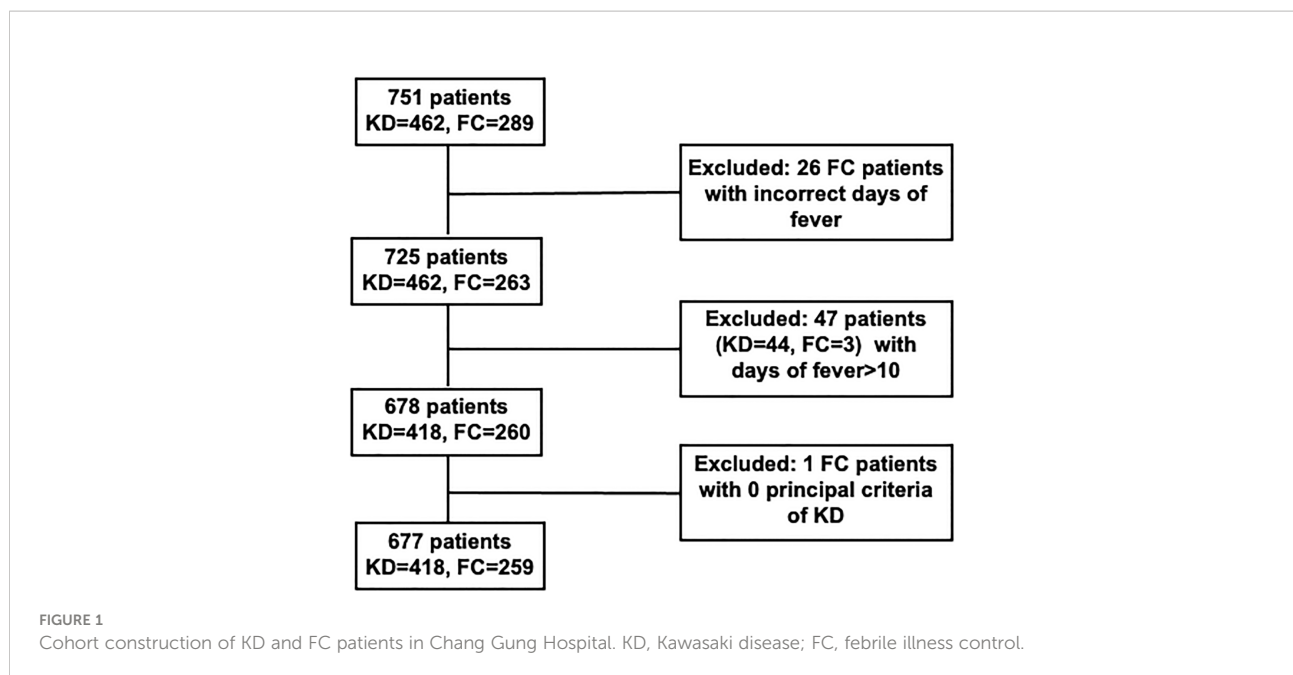 751 patients
KD=462, FC=289
Excluded: 26 FC patients
with incorrect days of
fever
725 patients
KD=462, FC=263
Excluded: 47 patients
(KD=44, FC=3) with
days of fever>10
678 patients
KD=418, FC=260
Excluded: 1 FC patients
with 0 principal criteria
of KD
677 patients
KD=418, FC=259
FIGURE 1
Cohort construction of KD and FC patients in Chang Gung Hospital. KD, Kawasaki disease; FC, febrile illness control.